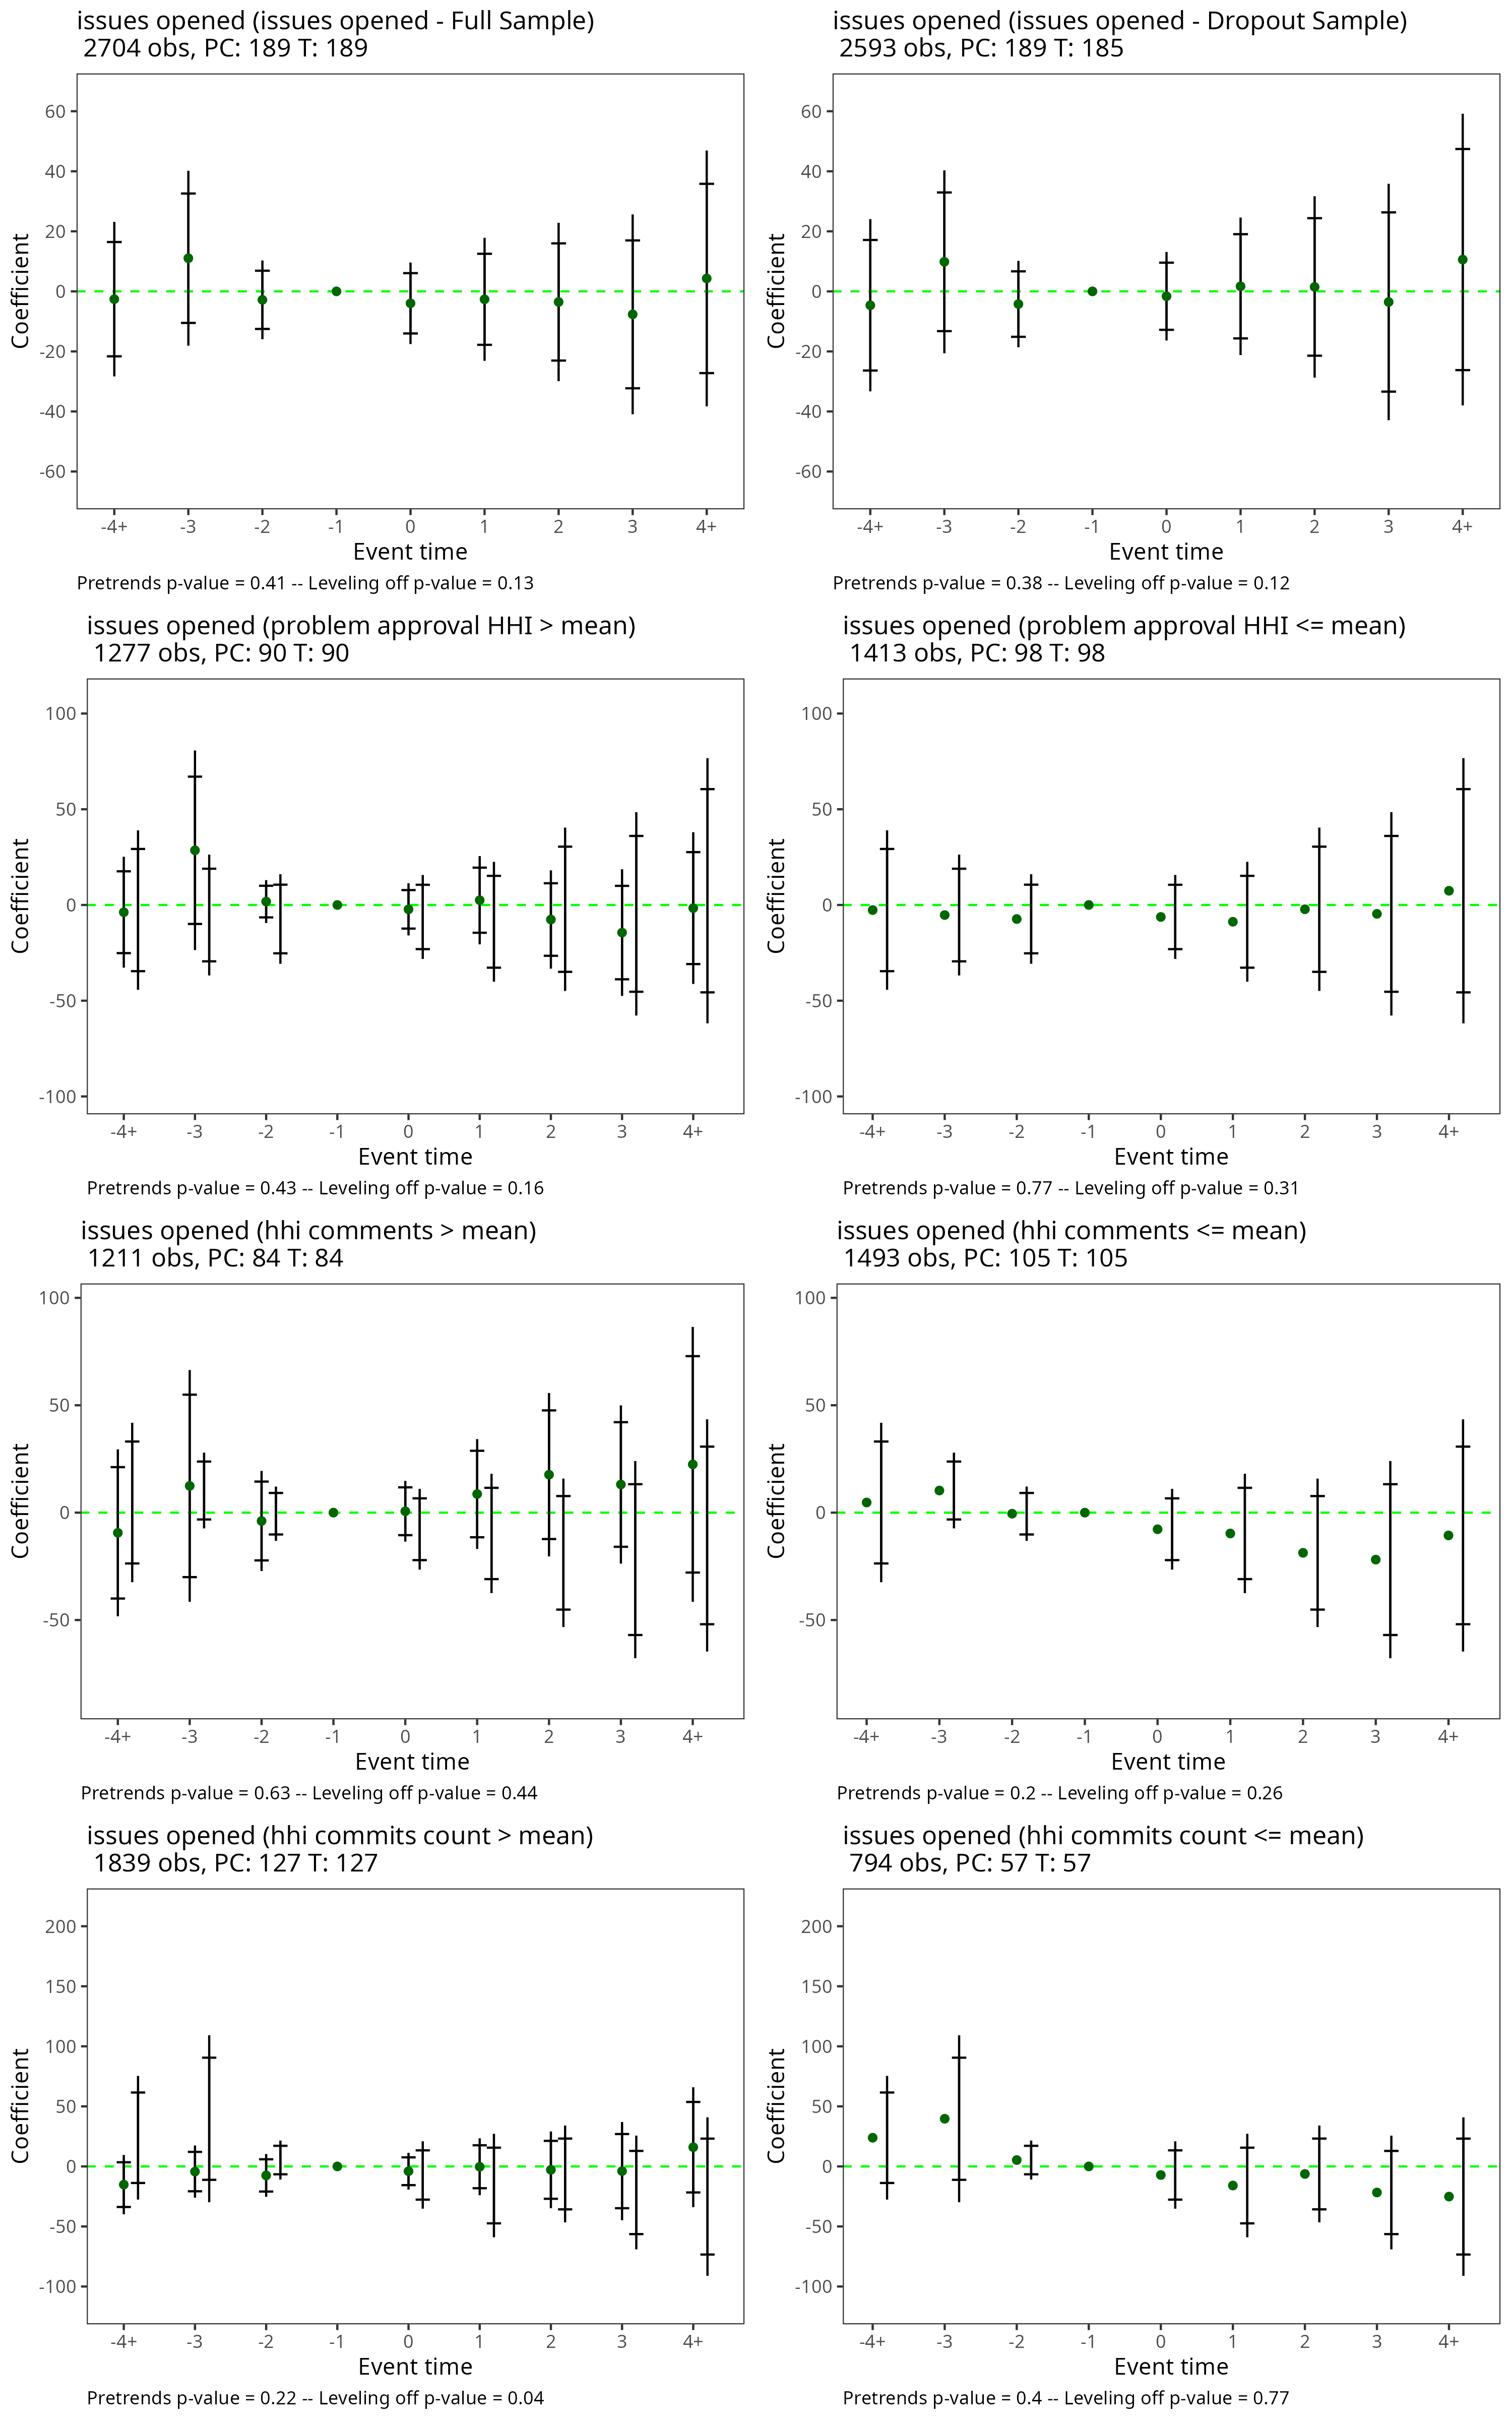 issues opened (issues opened - Full Sample)
2704 obs, PC: 189 T: 189
60
40
20
0
-20
-40
-60
Coefficient
-4+ -3 -2 -1 0 1 2 3 4+
Event time
Pretrends p-value = 0.41 -- Leveling off p-value = 0.13
issues opened (issues opened - Dropout Sample)
2593 obs, PC: 189 T: 185
60
40
20
0
-20
-40
-60
Coefficient
-4+ -3 -2 -1 0 1 2 3 4+
Event time
Pretrends p-value = 0.38 -- Leveling off p-value = 0.12
issues opened (problem approval HHI > mean)
1277 obs, PC: 90 T: 90
100
50
0
-50
-100
Coefficient
-4+ -3 -2 -1 0 1 2 3 4+
Event time
Pretrends p-value = 0.43 -- Leveling off p-value = 0.16
issues opened (problem approval HHI <= mean)
1413 obs, PC: 98 T: 98
100
50
0
-50
-100
Coefficient
-4+ -3 -2 -1 0 1 2 3 4+
Event time
Pretrends p-value = 0.77 -- Leveling off p-value = 0.31
issues opened (hhi comments > mean)
1211 obs, PC: 84 T: 84
100
50
0
-50
Coefficient
-4+ -3 -2 -1 0 1 2 3 4+
Event time
Pretrends p-value = 0.63 -- Leveling off p-value = 0.44
issues opened (hhi comments <= mean)
1493 obs, PC: 105 T: 105
100
50
0
-50
Coefficient
-4+ -3 -2 -1 0 1 2 3 4+
Event time
Pretrends p-value = 0.2 -- Leveling off p-value = 0.26
issues opened (hhi commits count > mean)
1839 obs, PC: 127 T: 127
200
150
100
50
0
-50
-100
Coefficient
-4+ -3 -2 -1 0 1 2 3 4+
Event time
Pretrends p-value = 0.22 -- Leveling off p-value = 0.04
issues opened (hhi commits count <= mean)
794 obs, PC: 57 T: 57
200
150
100
50
0
-50
-100
Coefficient
-4+ -3 -2 -1 0 1 2 3 4+
Event time
Pretrends p-value = 0.4 -- Leveling off p-value = 0.77